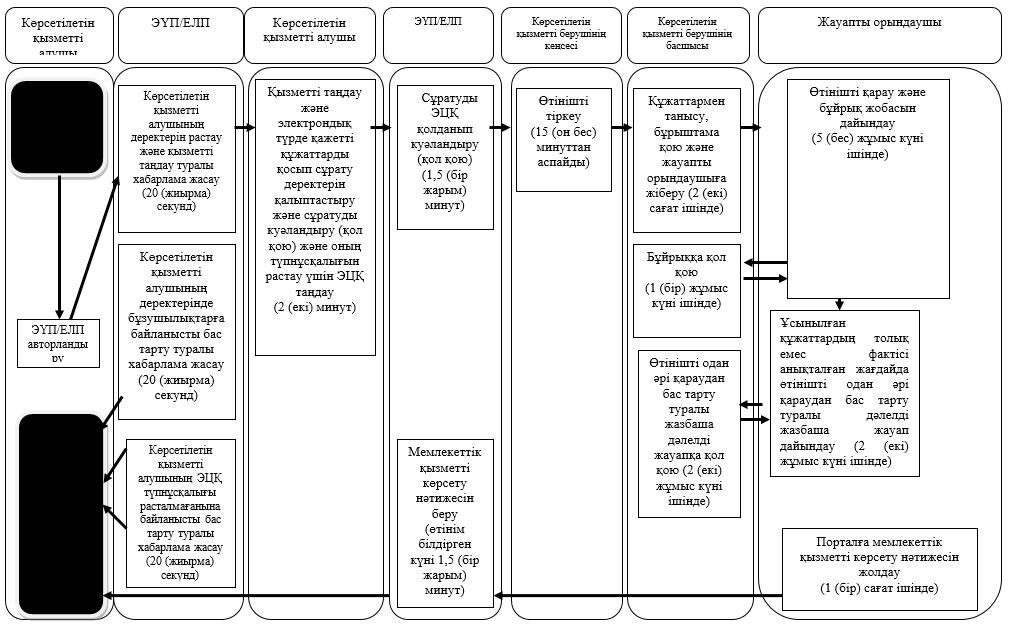 Көрсетілетін
қызметті
алушы
ЭҮП/ЕЛП
Көрсетілетін
қызметті алушы
ЭҮП/ЕЛП
Көрсетілетін
қызметті берушінің
кеңсесі
Көрсетілетін
қызметті берушінің
басшысы
Жауапты орындаушы
ЭҮП/ЕЛП
авторланды
ру
Көрсетілетін
қызметті
алушының
деректерін растау
және қызметті
таңдау туралы
хабарлама жасау
(20 (жиырма)
секунд)
Көрсетілетін
қызметті
алушының
деректерінде
бұзушылықтарға
байланысты бас
тарту туралы
хабарлама жасау
(20 (жиырма)
секунд)
Көрсетілетін
қызметті
алушының ЭЦҚ
түпнұсқалығы
расталмағанына
байланысты бас
тарту туралы
хабарлама жасау
(20 (жиырма)
секунд)
Қызметті таңдау
және
электрондық
түрде қажетті
құжаттарды
қосып сұрату
деректерін
қалыптастыру
және сұратуды
куәландыру (қол
қою) және оның
түпнұсқалығын
растау үшін ЭЦҚ
таңдау
(2 (екі) минут)
Сұратуды
ЭЦҚ
қолданып
куәландыру
(қол қою)
(1,5 (бір
жарым)
минут)
Мемлекеттік
қызметті
көрсету
нәтижесін
беру
(өтінім
білдірген
күні 1,5 (бір
жарым)
минут)
Өтінішті
тіркеу
(15 (он бес)
минуттан
аспайды)
Құжаттармен
танысу,
бұрыштама
қою және
жауапты
орындаушыға
жіберу (2 (екі)
сағат ішінде)
Бұйрыққа қол
қою
(1 (бір) жұмыс
күні ішінде)
Өтінішті одан
әрі қараудан
бас тарту
туралы
жазбаша
дәлелді
жауапқа қол
қою (2 (екі)
жұмыс күні
ішінде)
Өтінішті қарау және
бұйрық жобасын
дайындау
(5 (бес) жұмыс күні
ішінде)
Ұсынылған
құжаттардың толық
емес фактісі
анықталған жағдайда
өтінішті одан әрі
қараудан бас тарту
туралы дәлелді
жазбаша жауап
дайындау (2 (екі)
жұмыс күні ішінде)
Порталға мемлекеттік
қызметті көрсету нәтижесін
жолдау
(1 (бір) сағат ішінде)